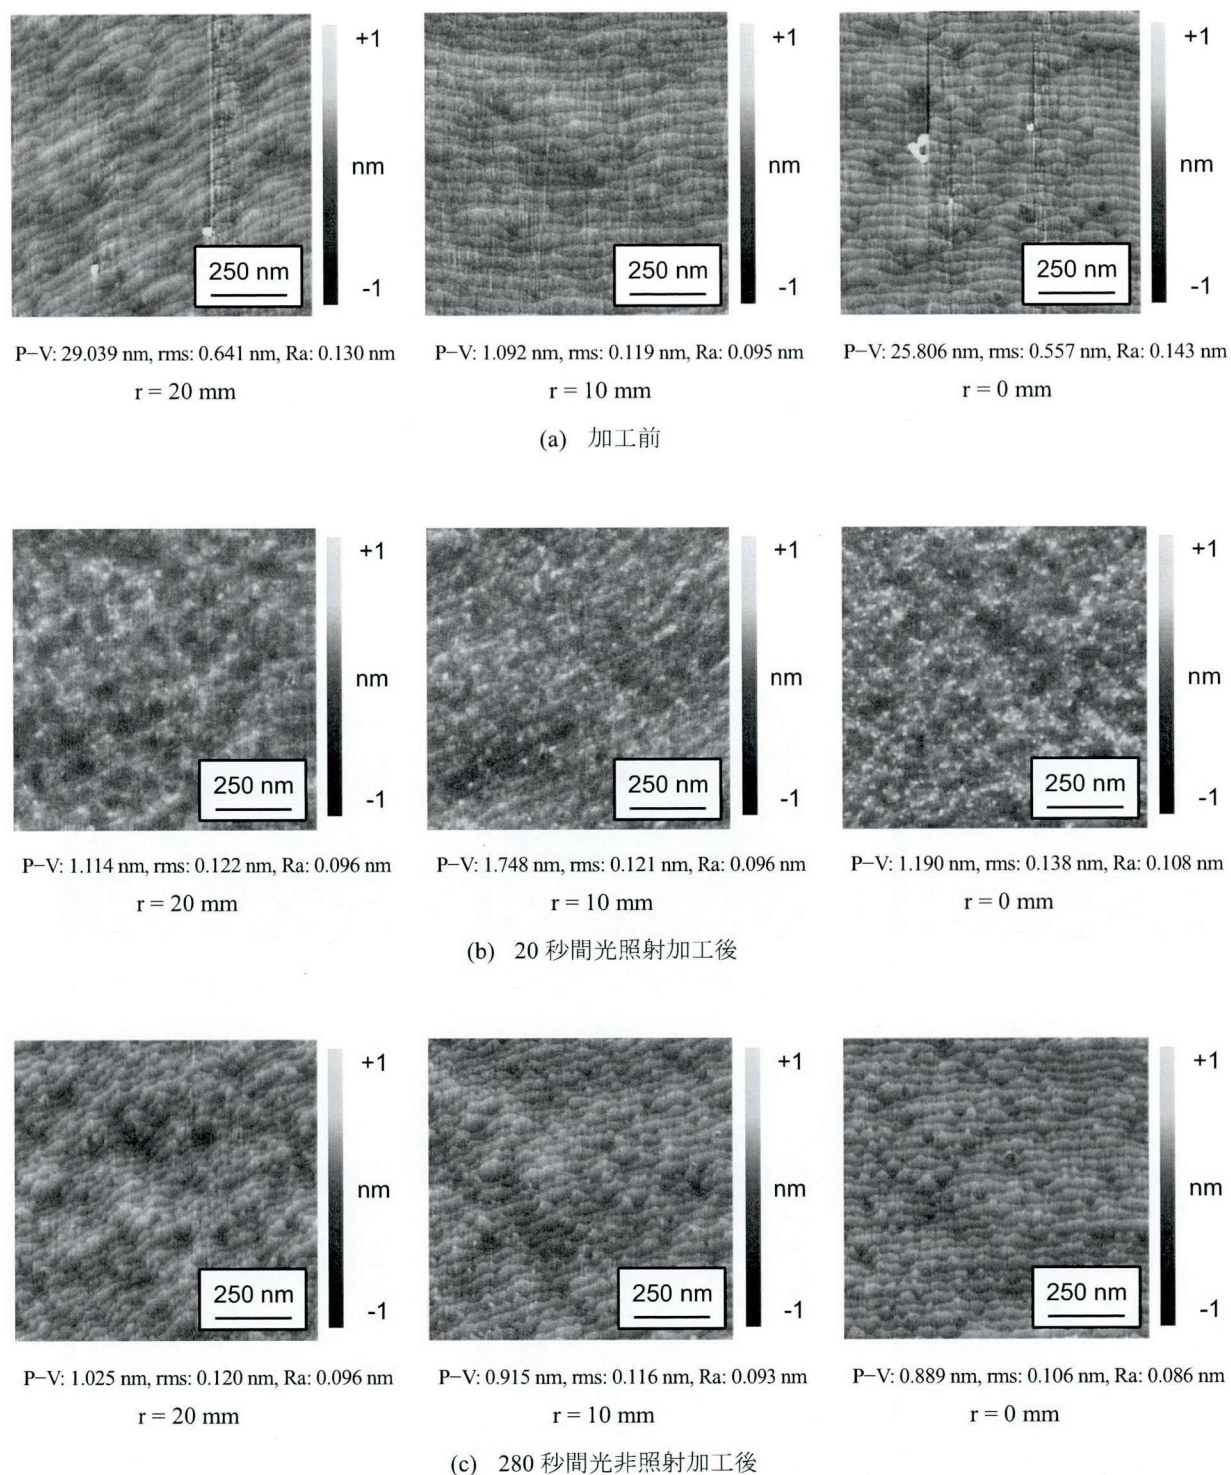 +1 +1 +1
nm nm nm
250 nm 250 nm 250 nm
-1 -1 -1
P−V: 29.039 nm, rms: 0.641 nm, Ra: 0.130 nm P−V: 1.092 nm, rms: 0.119 nm, Ra: 0.095 nm P−V: 25.806 nm, rms: 0.557 nm, Ra: 0.143 nm
r = 20 mm r = 10 mm r = 0 mm
(a) 加工前
+1 +1 +1
nm nm nm
250 nm 250 nm 250 nm
-1 -1 -1
P−V: 1.114 nm, rms: 0.122 nm, Ra: 0.096 nm P−V: 1.748 nm, rms: 0.121 nm, Ra: 0.096 nm P−V: 1.190 nm, rms: 0.138 nm, Ra: 0.108 nm
r = 20 mm r = 10 mm r = 0 mm
(b) 20 秒間光照射加工後
+1 +1 +1
nm nm nm
250 nm 250 nm 250 nm
-1 -1 -1
P−V: 1.025 nm, rms: 0.120 nm, Ra: 0.096 nm P−V: 0.915 nm, rms: 0.116 nm, Ra: 0.093 nm P−V: 0.889 nm, rms: 0.106 nm, Ra: 0.086 nm
r = 20 mm r = 10 mm r = 0 mm
(c) 280 秒間光非照射加工後